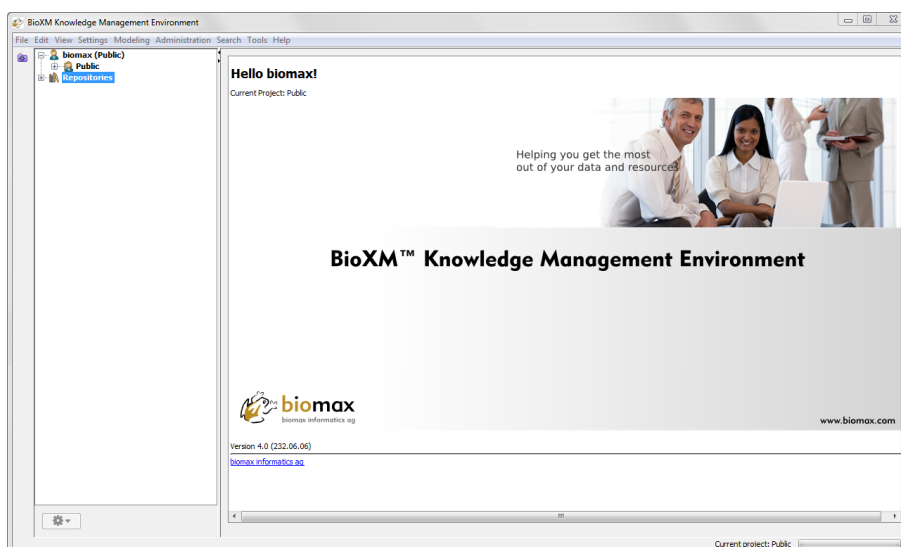 BioXM Knowledge Management Environment
File Edit View Settings Modeling Administration Search Tools Help
biomax (Public)
Public
Repositories
Hello biomax!
Current Project: Public
Helping you get the most
out of your data and resources
BioXM™ Knowledge Management Environment
biomax
biomax informatics ag
www.biomax.com
Version 4.0 (232.06.06)
biomax informatics ag
Current project: Public